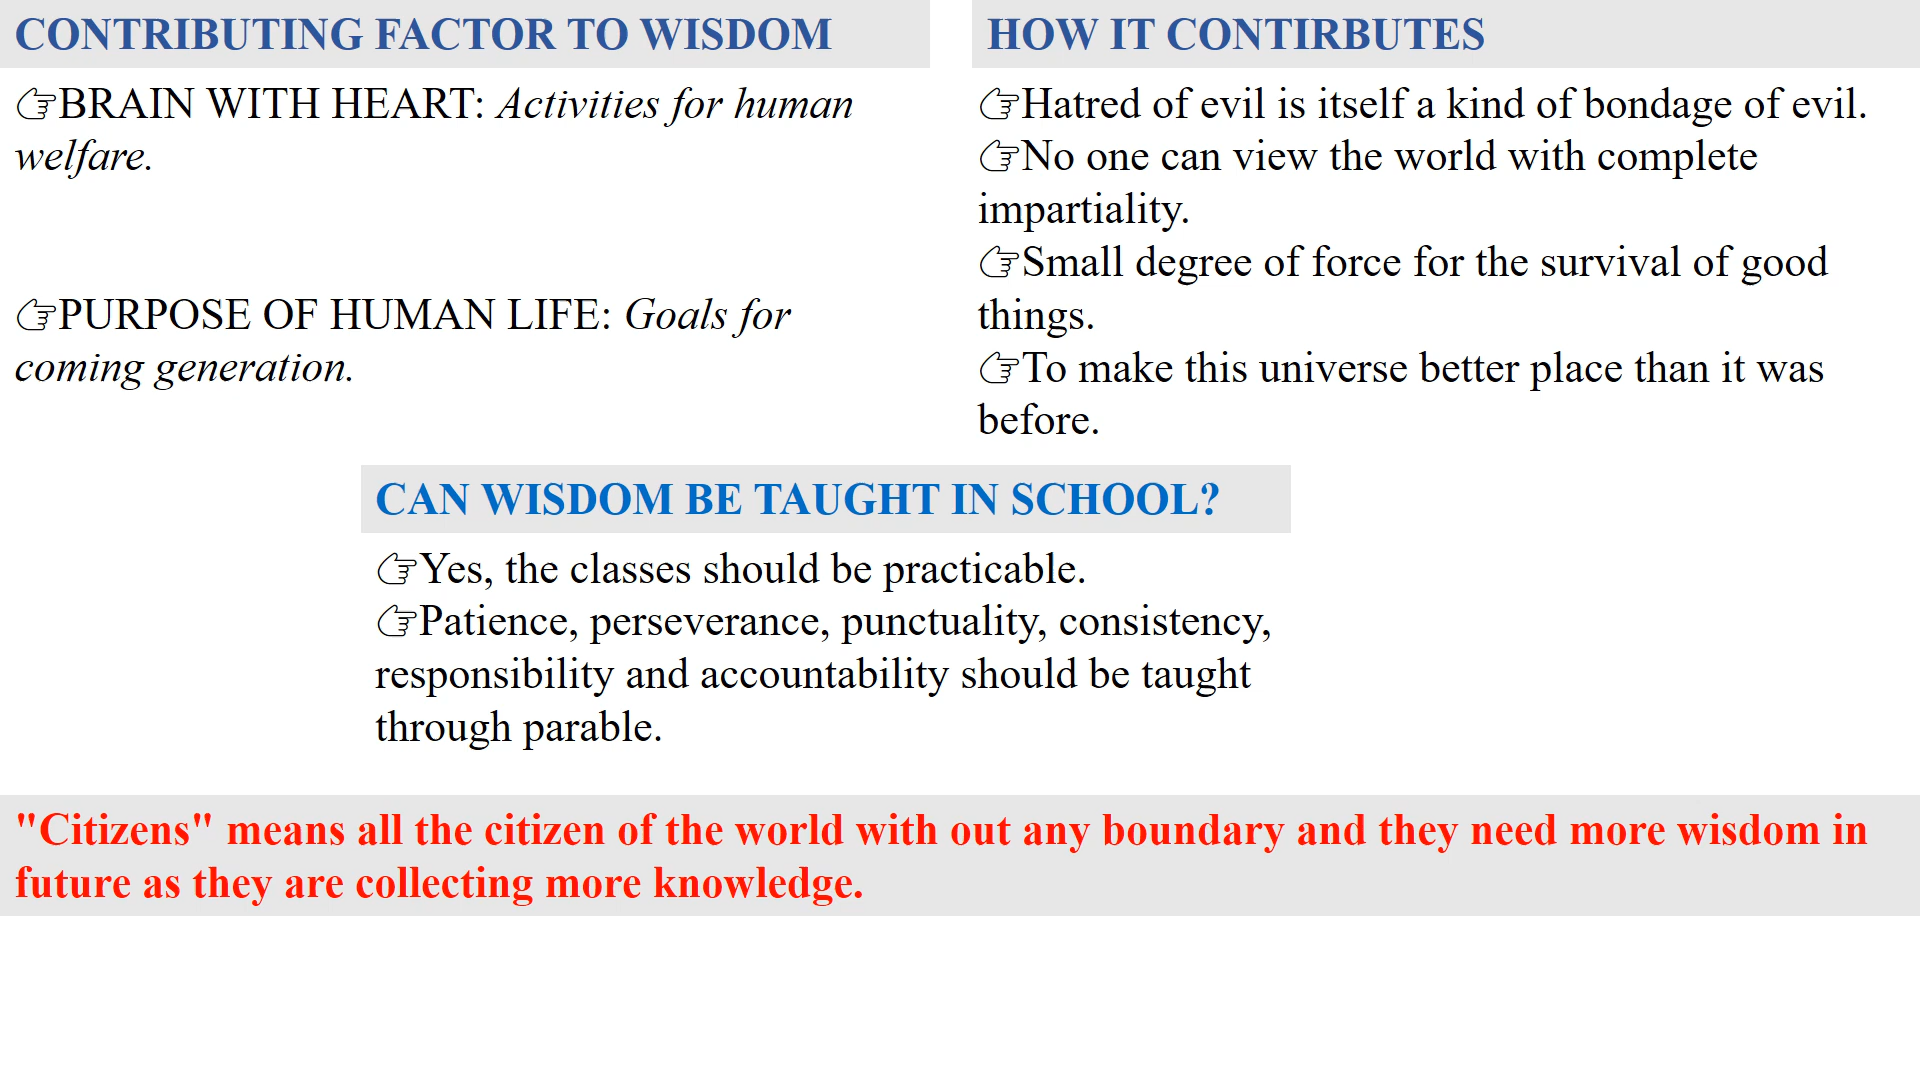 CONTRIBUTING FACTOR TO WISDOM
☞BRAIN WITH HEART: Activities for human
welfare.
☞PURPOSE OF HUMAN LIFE: Goals for
coming generation.
HOW IT CONTIRBUTES
☞Hatred of evil is itself a kind of bondage of evil.
☞No one can view the world with complete
impartiality.
☞Small degree of force for the survival of good
things.
☞To make this universe better place than it was
before.
CAN WISDOM BE TAUGHT IN SCHOOL?
☞Yes, the classes should be practicable.
☞Patience, perseverance, punctuality, consistency,
responsibility and accountability should be taught
through parable.
"Citizens" means all the citizen of the world with out any boundary and they need more wisdom in
future as they are collecting more knowledge.